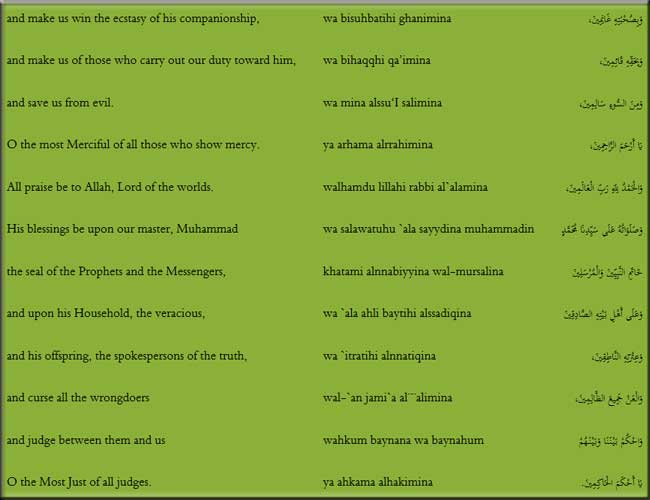 and make us win the ecstasy of his companionship, wa bisuhbatihi ghanimina وَبِصُحْبَتِهِ غَانِمِينَ،
and make us of those who carry out our duty toward him, wa bihaqqhi qa'imina وَبِحَقِّهِ قَائِمِينَ،
and save us from evil. wa mina alssu‘I salimina وَمِنَ السُّوءِ سَالِمِينَ،
O the most Merciful of all those who show mercy. ya arhama alrrahimina يَا أَرْحَمَ الرَّاحِمِينَ،
All praise be to Allah, Lord of the worlds. walhamdu lillahi rabbi al`alamina وَالْحَمْدُ لِلَّهِ رَبِّ الْعَالَمِينَ،
His blessings be upon our master, Muhammad wa salawatuhu `ala sayydina muhammadin وَصَلَوَاتُهُ عَلَى سَيِّدِنَا مُحَمَّدٍ
the seal of the Prophets and the Messengers, khatami alnnabiyyina wal-mursalina خَاتَمِ النَّبِيِّينَ وَالْمُرْسَلِينَ
and upon his Household, the veracious, wa `ala ahli baytihi alssadiqina وَعَلَى أَهْلِ بَيْتِهِ الصَّادِقِينَ
and his offspring, the spokespersons of the truth, wa `itratihi alnnatiqina وَعِتْرَتِهِ النَّاطِقِينَ،
and curse all the wrongdoers wal-`an jami`a al¨¨alimina وَالْعَنْ جَمِيعَ الظَّالِمِينَ،
and judge between them and us wahkum baynana wa baynahum وَاحْكُمْ بَيْنَنَا وَبَيْنَهُمْ
O the Most Just of all judges. ya ahkama alhakimina يَا أَحْكَمَ الْحَاكِمِينَ.